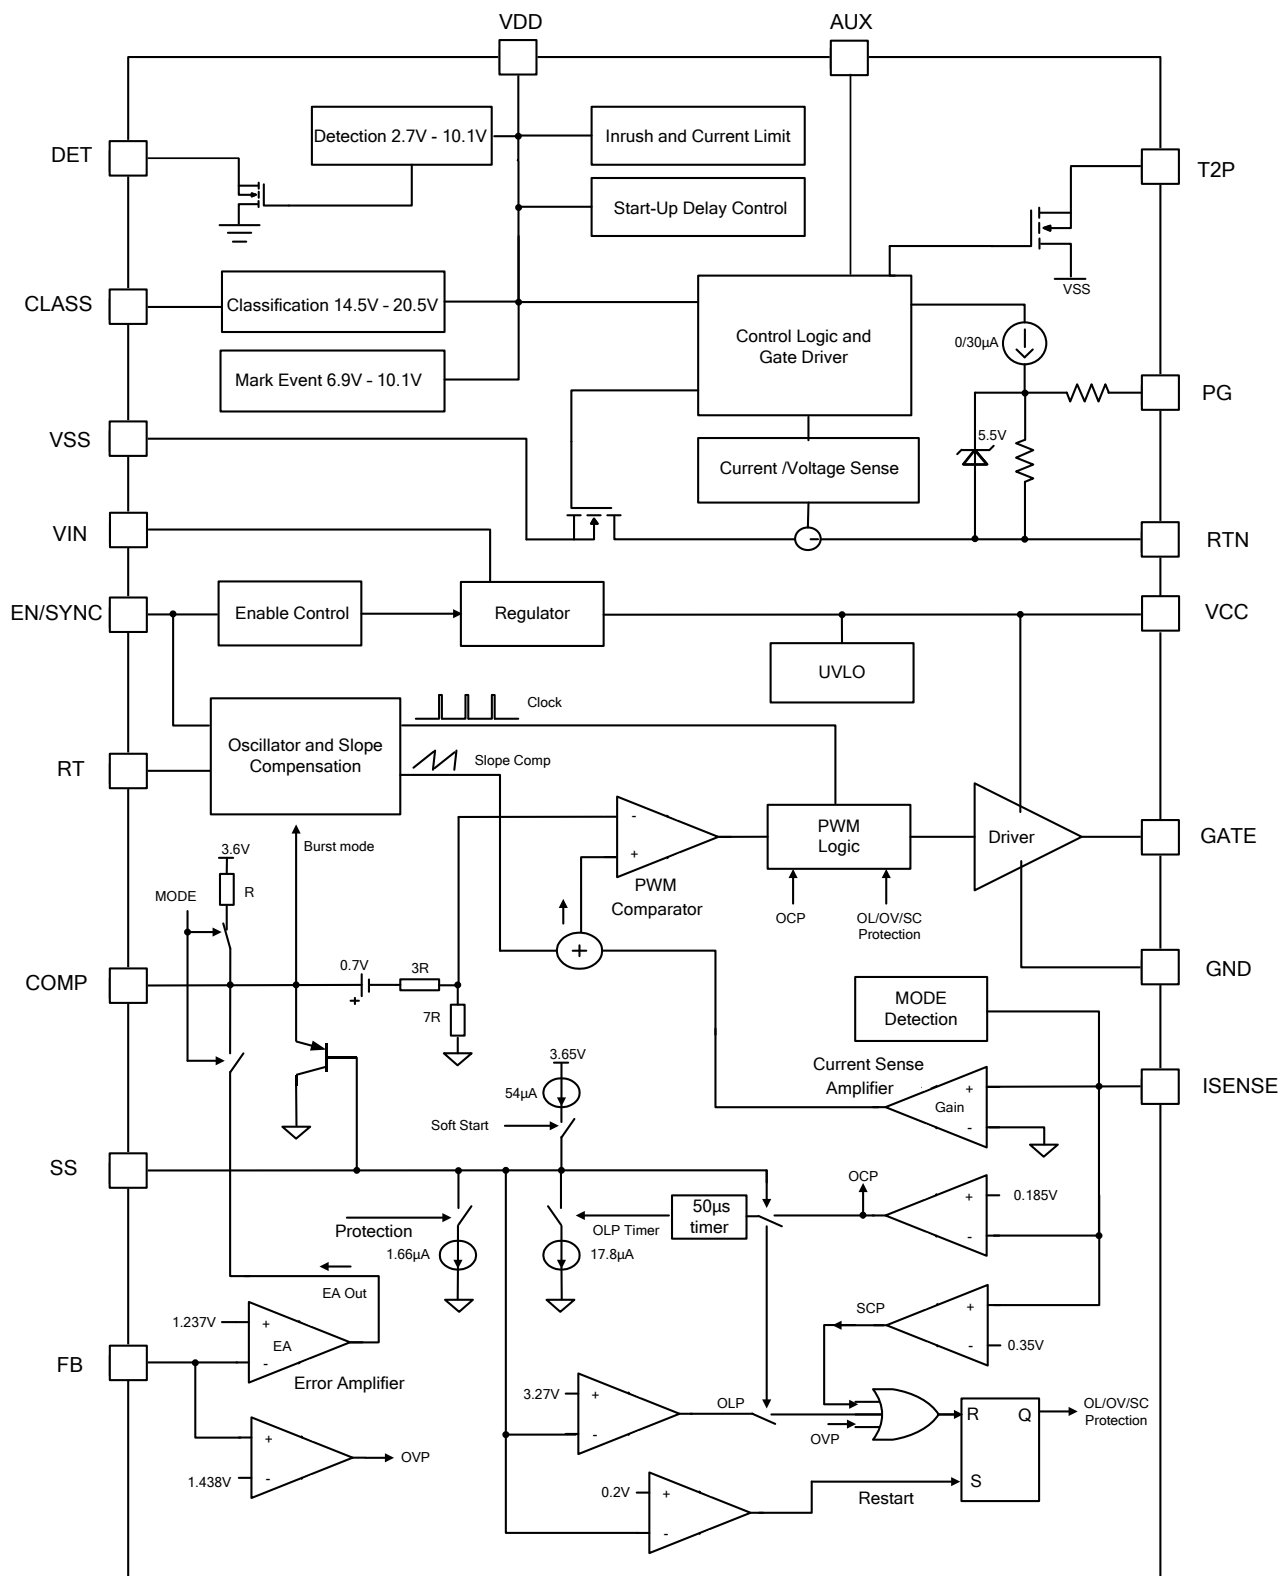 VDD
AUX
DET
Detection 2.7V - 10.1V
Inrush and Current Limit
T2P
Start-Up Delay Control
VSS
CLASS
Classification 14.5V - 20.5V
Control Logic and
Gate Driver
0/30µA
Mark Event 6.9V - 10.1V
PG
VSS
5.5V
Current /Voltage Sense
VIN
RTN
EN/SYNC
Enable Control
Regulator
VCC
UVLO
Clock
Oscillator and Slope
Compensation
RT
Slope Comp
-
+
PWM
Comparator
PWM
Logic
Driver
GATE
Burst mode
3.6V
R
MODE
OCP
OL/OV/SC
Protection
+
COMP
0.7V
+
3R
7R
GND
MODE
Detection
3.65V
54µA
Current Sense
Amplifier
+
Gain
-
ISENSE
Soft Start
SS
OCP
+
0.185V
-
50µs
timer
OLP Timer
Protection
1.66µA
17.8µA
EA Out
1.237V
+
EA
-
SCP
+
-
0.35V
FB
Error Amplifier
3.27V
+
-
OLP
OVP
R
Q
S
OL/OV/SC
Protection
+
-
1.438V
OVP
0.2V
+
-
Restart